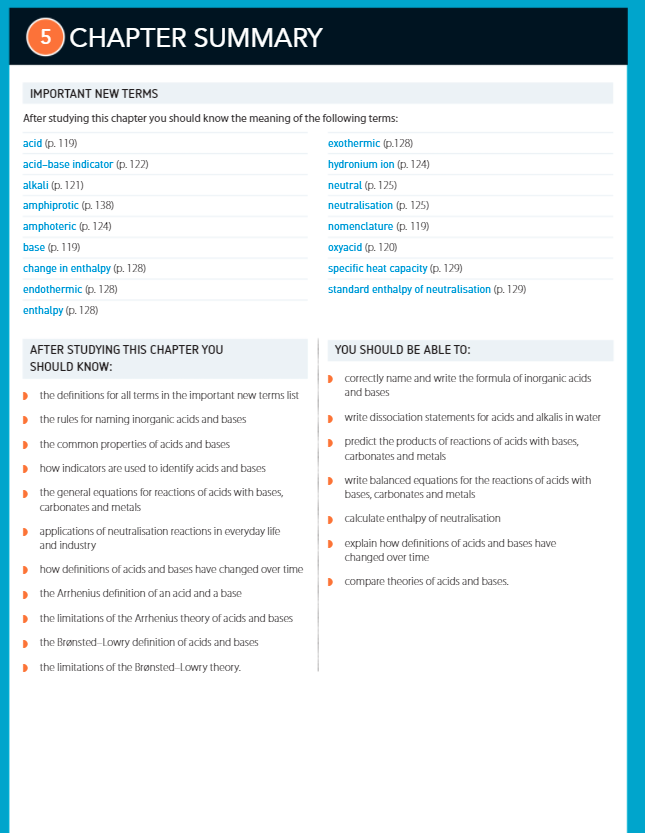 5 CHAPTER SUMMARY
IMPORTANT NEW TERMS
After studying this chapter you should know the meaning of the following terms:
acid (p. 119)
acid–base indicator (p. 122)
alkali (p. 121)
amphiprotic (p. 138)
amphoteric (p. 124)
base (p. 119)
change in enthalpy (p. 128)
endothermic (p. 128)
enthalpy (p. 128)
exothermic (p.128)
hydronium ion (p. 124)
neutral (p. 125)
neutralisation (p. 125)
nomenclature (p. 119)
oxyacid (p. 120)
specific heat capacity (p. 129)
standard enthalpy of neutralisation (p. 129)
AFTER STUDYING THIS CHAPTER YOU
SHOULD KNOW:
the definitions for all terms in the important new terms list
the rules for naming inorganic acids and bases
the common properties of acids and bases
how indicators are used to identify acids and bases
the general equations for reactions of acids with bases,
carbonates and metals
applications of neutralisation reactions in everyday life
and industry
how definitions of acids and bases have changed over time
the Arrhenius definition of an acid and a base
the limitations of the Arrhenius theory of acids and bases
the Brønsted–Lowry definition of acids and bases
the limitations of the Brønsted–Lowry theory.
YOU SHOULD BE ABLE TO:
correctly name and write the formula of inorganic acids
and bases
write dissociation statements for acids and alkalis in water
predict the products of reactions of acids with bases,
carbonates and metals
write balanced equations for the reactions of acids with
bases, carbonates and metals
calculate enthalpy of neutralisation
explain how definitions of acids and bases have
changed over time
compare theories of acids and bases.